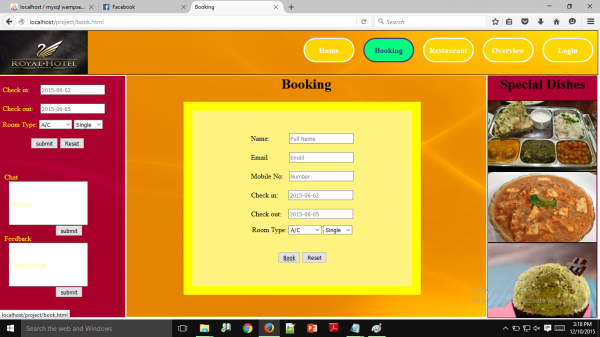 localhost / mysql wampse...
Facebook
Booking
localhost/project/book.html
Search
ROYAL-HOTEL
Home
Booking
Restaurant
Overview
Login
Check in: 2015-06-02
Check out: 2015-06-05
Room Type: A/C Single
submit Reset
Chat
submit
Feedback
submit
Booking
Name: Full Name
Email Email
Mobile No: Number
Check in: 2015-06-02
Check out: 2015-06-05
Room Type: A/C Single
Book Reset
Special Dishes
localhost/project/book.html
Search the web and Windows
3:18 PM
12/10/2015